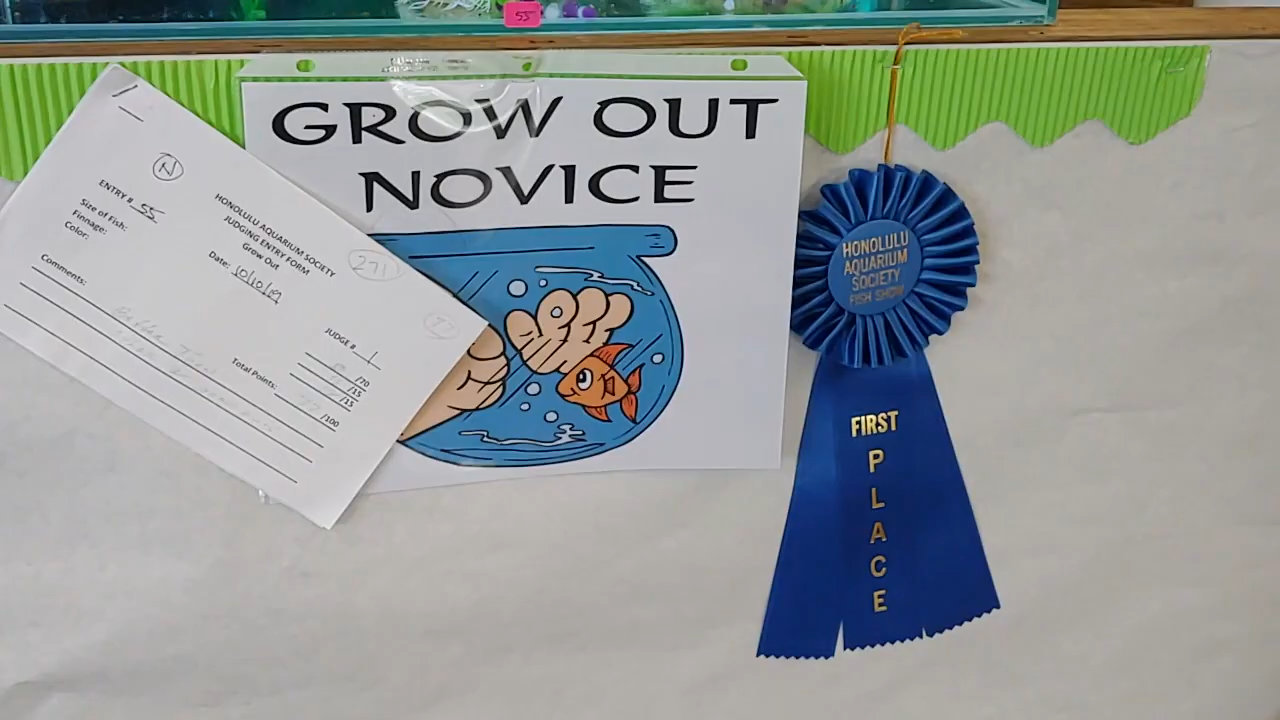 55
GROW OUT
NOVICE
N
ENTRY # 55
Size of Fish:
Finnage:
Color:
HONOLULU AQUARIUM SOCIETY
JUDGING ENTRY FORM
Grow Out
Date: 10/10/19
271
77
Comments:
JUDGE # 1
/70
/15
/15
Total Points:
/100
HONOLULU
AQUARIUM
SOCIETY
FISH SHOW
FIRST
P
L
A
C
E